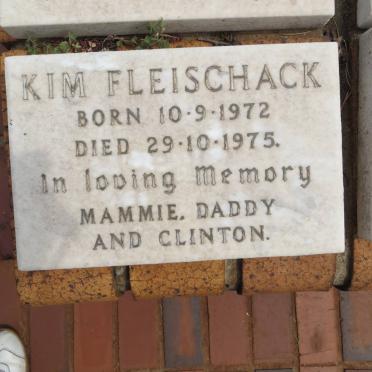 KIM FLEISCHACK
BORN 10·9·1972
DIED 29·10·1975.
In loving Memory
MAMMIE, DADDY
AND CLINTON.